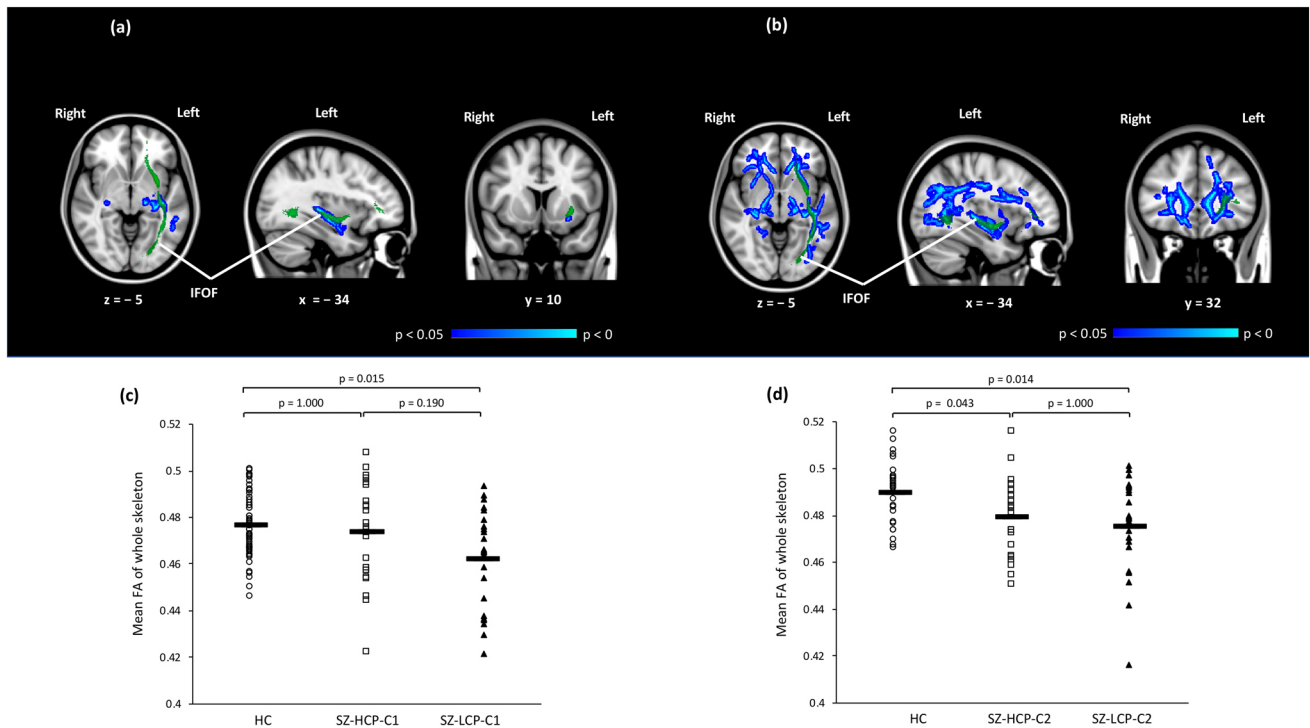 (a)
Right
Left
Left
Right
Left
IFOF
z = – 5
x = – 34
y = 10
p < 0.05
p < 0
(b)
Right
Left
Left
Right
Left
IFOF
z = – 5
x = – 34
y = 32
p < 0.05
p < 0
(c)
p = 0.015
p = 1.000
p = 0.190
Mean FA of whole skeleton
0.52
0.5
0.48
0.46
0.44
0.42
0.4
HC
SZ-HCP-C1
SZ-LCP-C1
(d)
p = 0.014
p = 0.043
p = 1.000
Mean FA of whole skeleton
0.52
0.5
0.48
0.46
0.44
0.42
0.4
HC
SZ-HCP-C2
SZ-LCP-C2